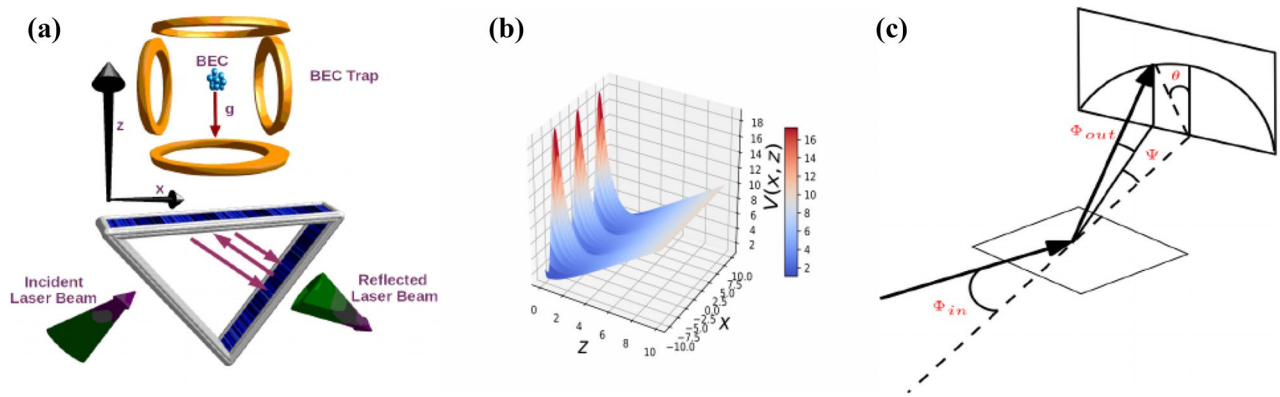 (a)
BEC
BEC Trap
g
z
x
Incident
Laser Beam
Reflected
Laser Beam
(b)
18
16
14
12
10
8
6
4
2
V(x, z)
16
14
12
10
8
6
4
2
0
2
4
6
8
10
z
10.0
7.5
5.0
2.5
0.0
−2.5
−5.0
−7.5
−10.0
x
(c)
θ
Φout
Ψ
Φin